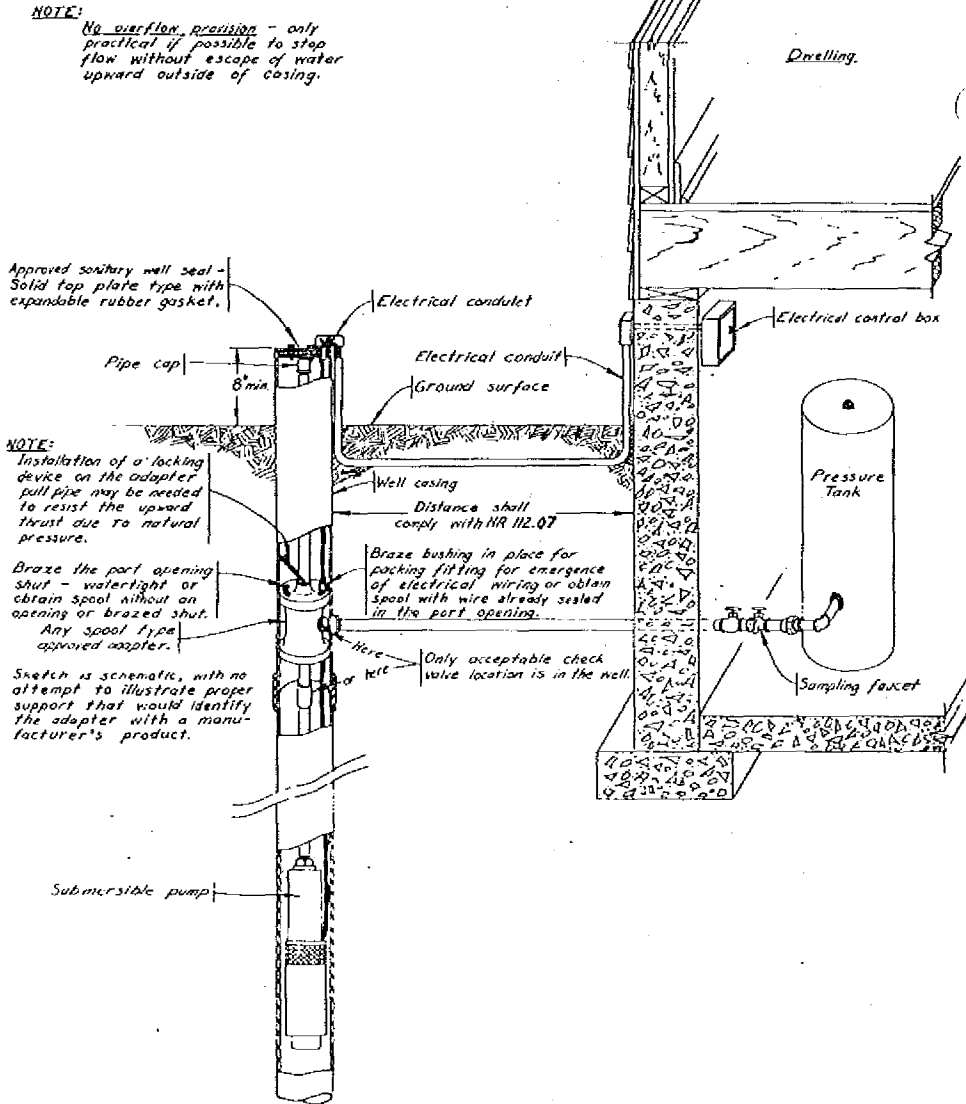 NOTE:
No overflow provision - only
practical if possible to stop
flow without escape of water
upward outside of casing.
Dwelling
Approved sanitary well seal -
Solid top plate type with
expandable rubber gasket.
Electrical condulet
Electrical control box
Pipe cap
Electrical conduit
8" min.
Ground surface
NOTE:
Installation of a locking
device on the adapter
pull pipe may be needed
to resist the upward
thrust due to natural
pressure.
Well casing
Distance shall
comply with NR 112.07
Pressure
Tank
Braze the port opening
shut - watertight or
obtain spool without an
opening or brazed shut.
Braze bushing in place for
packing fitting for emergence
of electrical wiring or obtain
spool with wire already sealed
in the port opening.
Any spool type
approved adapter.
Here
or here
Only acceptable check
valve location is in the well.
Sampling faucet
Sketch is schematic, with no
attempt to illustrate proper
support that would identify
the adapter with a manu-
facturer's product.
Submersible pump